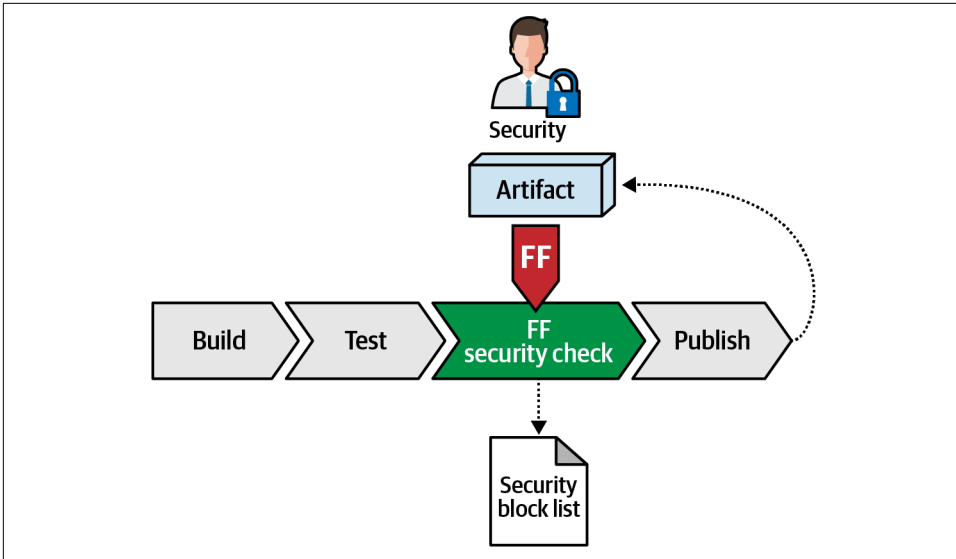 Security
Artifact
FF
Build
Test
FF
security check
Publish
Security
block list